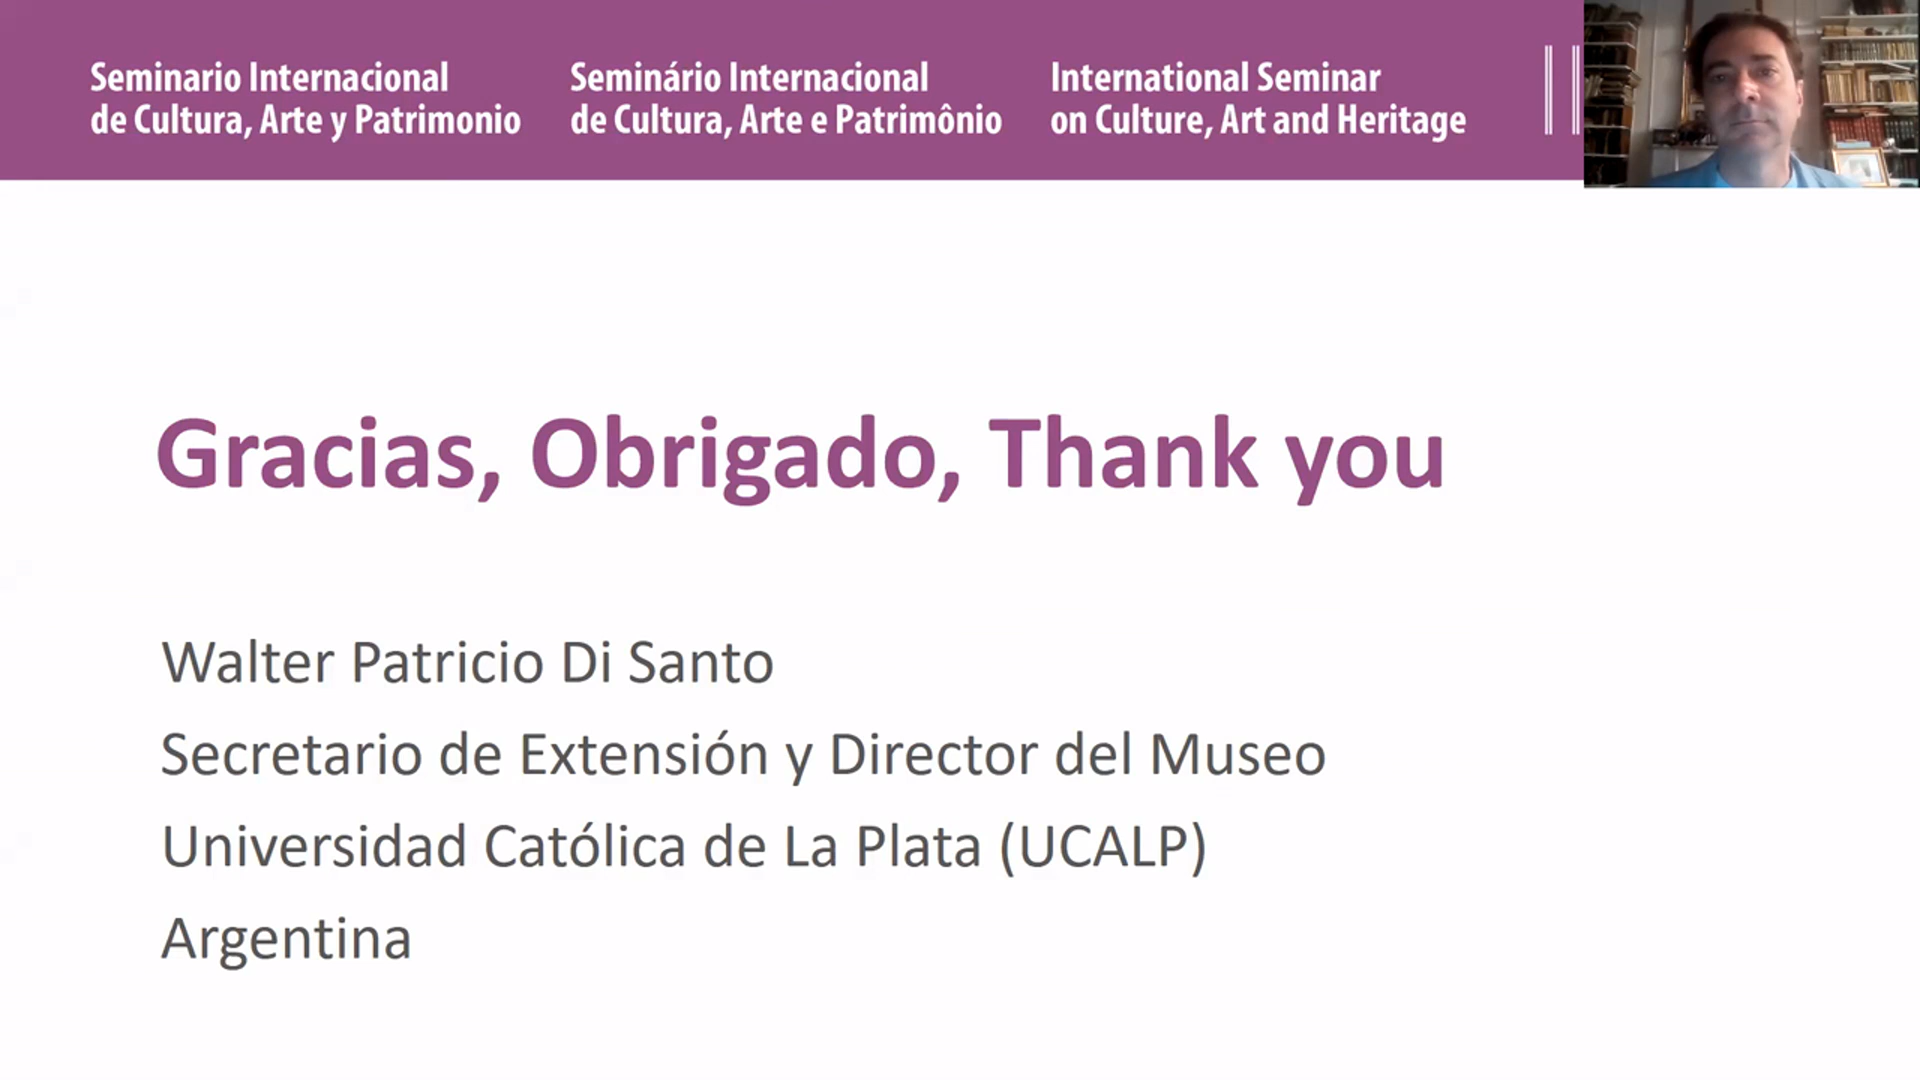 Seminario Internacional
de Cultura, Arte y Patrimonio
Seminário Internacional
de Cultura, Arte e Patrimônio
International Seminar
on Culture, Art and Heritage
Gracias, Obrigado, Thank you
Walter Patricio Di Santo
Secretario de Extensión y Director del Museo
Universidad Católica de La Plata (UCALP)
Argentina